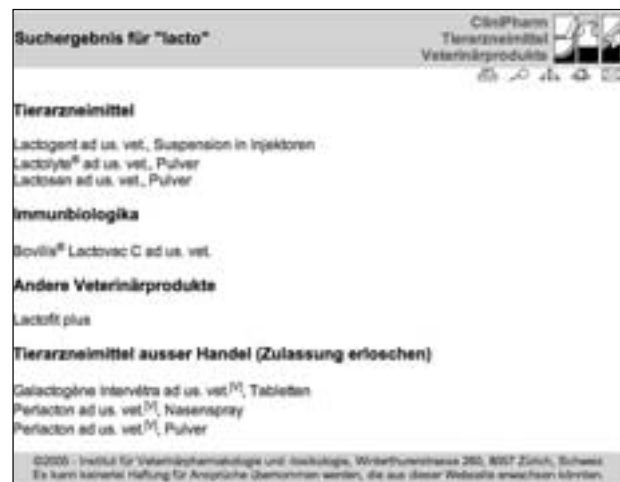 Suchergebnis für "lacto"
CliniPharm
Tierarzneimittel
Veterinärprodukte
Tierarzneimittel
Lactogent ad us. vet., Suspension in Injektoren
Lactolyte® ad us. vet., Pulver
Lactosan ad us. vet., Pulver
Immunbiologika
Bovilis® Lactovac C ad us. vet.
Andere Veterinärprodukte
Lactofit plus
Tierarzneimittel ausser Handel (Zulassung erloschen)
Galactogène Intervétra ad us. vet.[V], Tabletten
Perlacton ad us. vet.[V], Nasenspray
Perlacton ad us. vet.[V], Pulver
©2005 - Institut für Veterinärpharmakologie und -toxikologie, Winterthurerstrasse 260, 8057 Zürich, Schweiz
Es kann keinerlei Haftung für Ansprüche übernommen werden, die aus dieser Webseite erwachsen könnten.